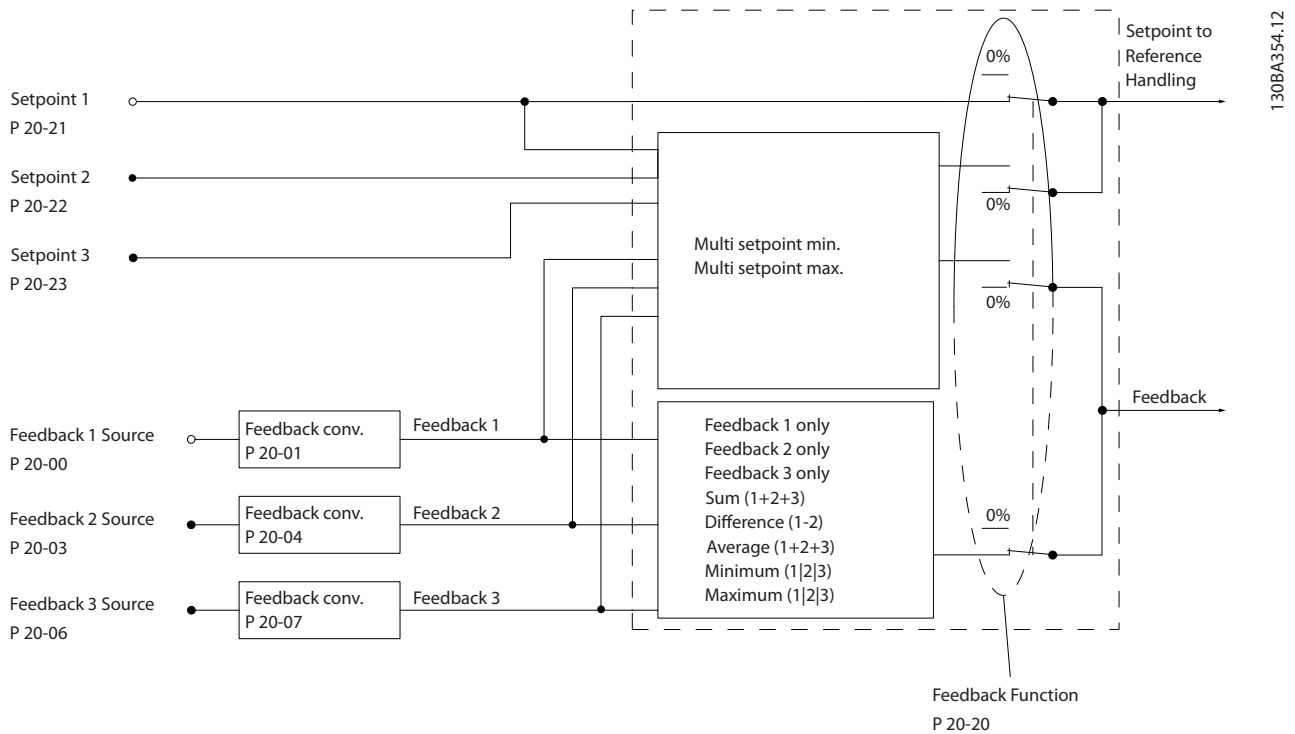 130BA354.12
Setpoint to
Reference
Handling
0%
Setpoint 1
P 20-21
Setpoint 2
P 20-22
0%
Setpoint 3
P 20-23
Multi setpoint min.
Multi setpoint max.
0%
Feedback
Feedback 1 Source
P 20-00
Feedback conv.
P 20-01
Feedback 1
Feedback 2 Source
P 20-03
Feedback conv.
P 20-04
Feedback 2
Feedback 3 Source
P 20-06
Feedback conv.
P 20-07
Feedback 3
Feedback 1 only
Feedback 2 only
Feedback 3 only
Sum (1+2+3)
Difference (1-2)
Average (1+2+3)
Minimum (1|2|3)
Maximum (1|2|3)
0%
Feedback Function
P 20-20